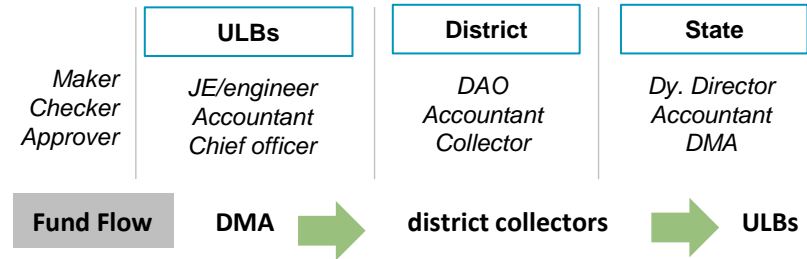 ULBs District State
Maker JE/engineer DAO Dy. Director
Checker Accountant Accountant Accountant
Approver Chief officer Collector DMA
Fund Flow DMA district collectors ULBs